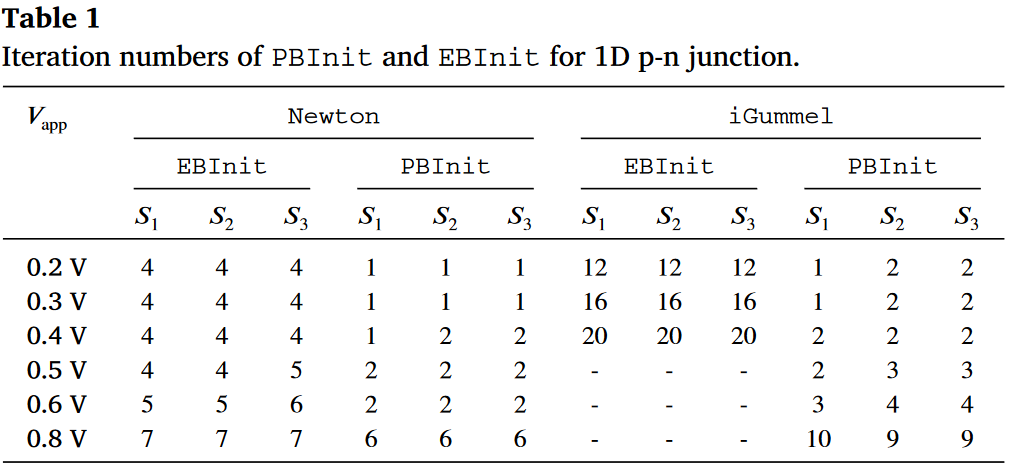 Table 1
Iteration numbers of PBInit and EBInit for 1D p-n junction.
Vapp Newton iGummel
EBInit PBInit EBInit PBInit
S1 S2 S3 S1 S2 S3 S1 S2 S3 S1 S2 S3
0.2 V 4 4 4 1 1 1 12 12 12 1 2 2
0.3 V 4 4 4 1 1 1 16 16 16 1 2 2
0.4 V 4 4 4 1 2 2 20 20 20 2 2 2
0.5 V 4 4 5 2 2 2 - - - 2 3 3
0.6 V 5 5 6 2 2 2 - - - 3 4 4
0.8 V 7 7 7 6 6 6 - - - 10 9 9